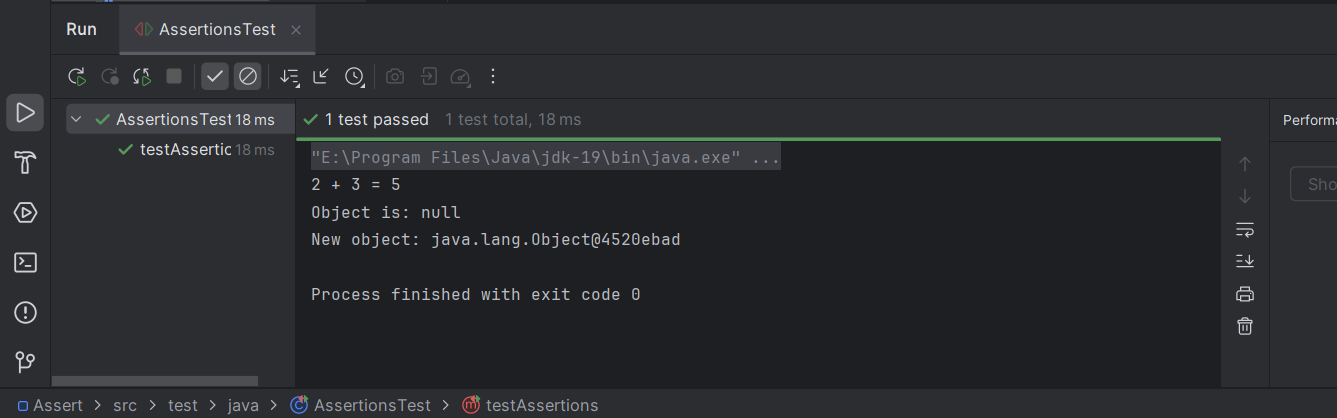 Run AssertionsTest
AssertionsTest 18 ms
testAssertic 18 ms
1 test passed 1 test total, 18 ms
"E:\Program Files\Java\jdk-19\bin\java.exe" ...
2 + 3 = 5
Object is: null
New object: java.lang.Object@4520ebad
Process finished with exit code 0
Performa
Sho
Assert > src > test > java > AssertionsTest > testAssertions